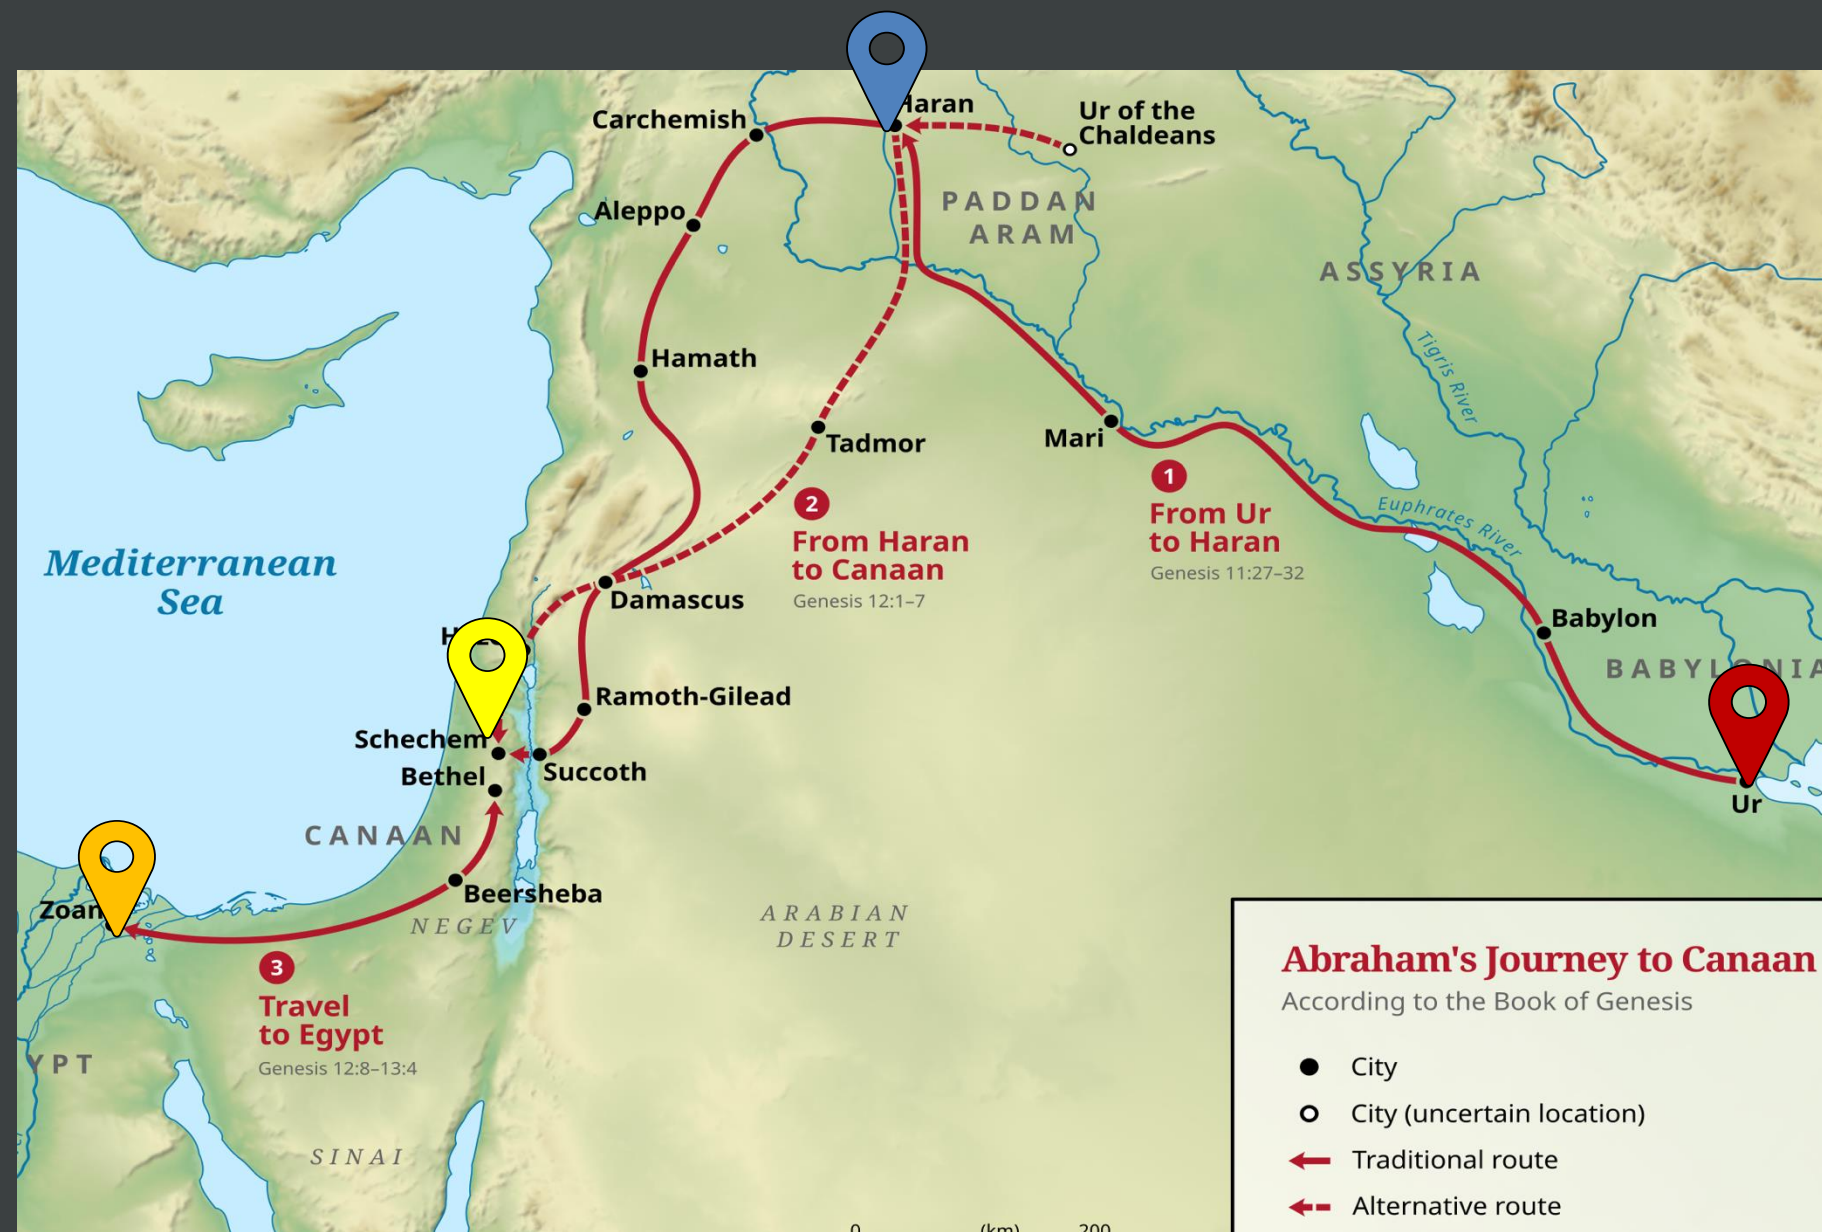 Haran
Carchemish
Ur of the
Chaldeans
Aleppo
PADDAN
ARAM
ASSYRIA
Hamath
Tigris River
Tadmor
Mari
1
From Ur
to Haran
Genesis 11:27–32
2
From Haran
to Canaan
Genesis 12:1–7
Euphrates River
Mediterranean
Sea
Damascus
Babylon
BABYLONIA
Ramoth-Gilead
Schechem
Bethel
Succoth
Ur
CANAAN
Beersheba
NEGEV
Zoan
ARABIAN
DESERT
3
Travel
to Egypt
Genesis 12:8–13:4
YPT
SINAI
Abraham's Journey to Canaan
According to the Book of Genesis
City
City (uncertain location)
Traditional route
Alternative route
0 (km) 200